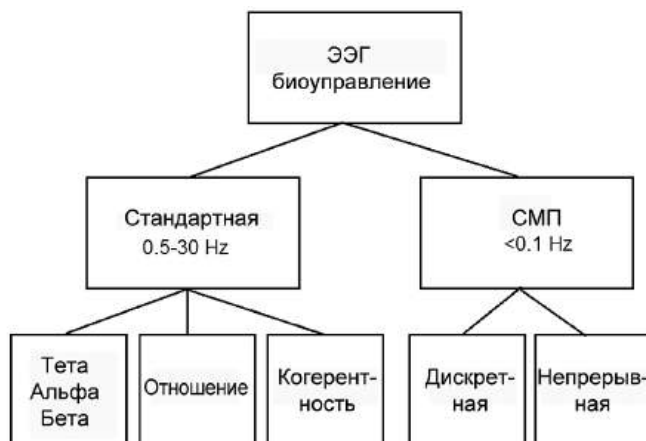 ЭЭГ
биоуправление
Стандартная
0.5-30 Hz
СМП
<0.1 Hz
Тета
Альфа
Бета
Отношение
Когерент-
ность
Дискрет-
ная
Непрерыв-
ная